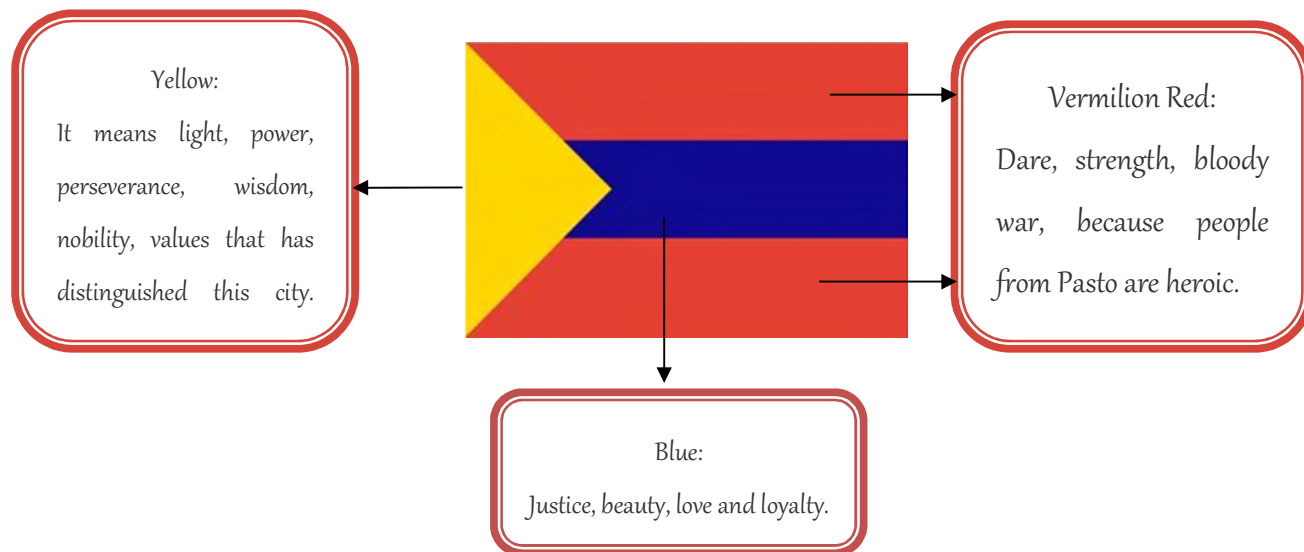 Yellow:
It means light, power,
perseverance, wisdom,
nobility, values that has
distinguished this city.
Vermilion Red:
Dare, strength, bloody
war, because people
from Pasto are heroic.
Blue:
Justice, beauty, love and loyalty.